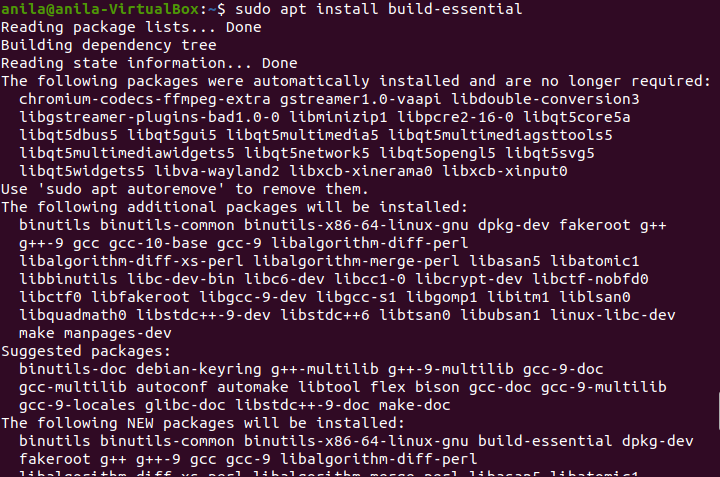 anila@anila-VirtualBox:~$ sudo apt install build-essential
Reading package lists... Done
Building dependency tree
Reading state information... Done
The following packages were automatically installed and are no longer required:
  chromium-codecs-ffmpeg-extra gstreamer1.0-vaapi libdouble-conversion3
  libgstreamer-plugins-bad1.0-0 libminizip1 libpcre2-16-0 libqt5core5a
  libqt5dbus5 libqt5gui5 libqt5multimedia5 libqt5multimediagsttools5
  libqt5multimediawidgets5 libqt5network5 libqt5opengl5 libqt5svg5
  libqt5widgets5 libva-wayland2 libxcb-xinerama0 libxcb-xinput0
Use 'sudo apt autoremove' to remove them.
The following additional packages will be installed:
  binutils binutils-common binutils-x86-64-linux-gnu dpkg-dev fakeroot g++
  g++-9 gcc gcc-10-base gcc-9 libalgorithm-diff-perl
  libalgorithm-diff-xs-perl libalgorithm-merge-perl libasan5 libatomic1
  libbinutils libc-dev-bin libc6-dev libcc1-0 libcrypt-dev libctf-nobfd0
  libctf0 libfakeroot libgcc-9-dev libgcc-s1 libgomp1 libitm1 liblsan0
  libquadmath0 libstdc++-9-dev libstdc++6 libtsan0 libubsan1 linux-libc-dev
  make manpages-dev
Suggested packages:
  binutils-doc debian-keyring g++-multilib g++-9-multilib gcc-9-doc
  gcc-multilib autoconf automake libtool flex bison gcc-doc gcc-9-multilib
  gcc-9-locales glibc-doc libstdc++-9-doc make-doc
The following NEW packages will be installed:
  binutils binutils-common binutils-x86-64-linux-gnu build-essential dpkg-dev
  fakeroot g++ g++-9 gcc gcc-9 libalgorithm-diff-perl
  libalgorithm-diff-xs-perl libalgorithm-merge-perl libasan5 libatomic1